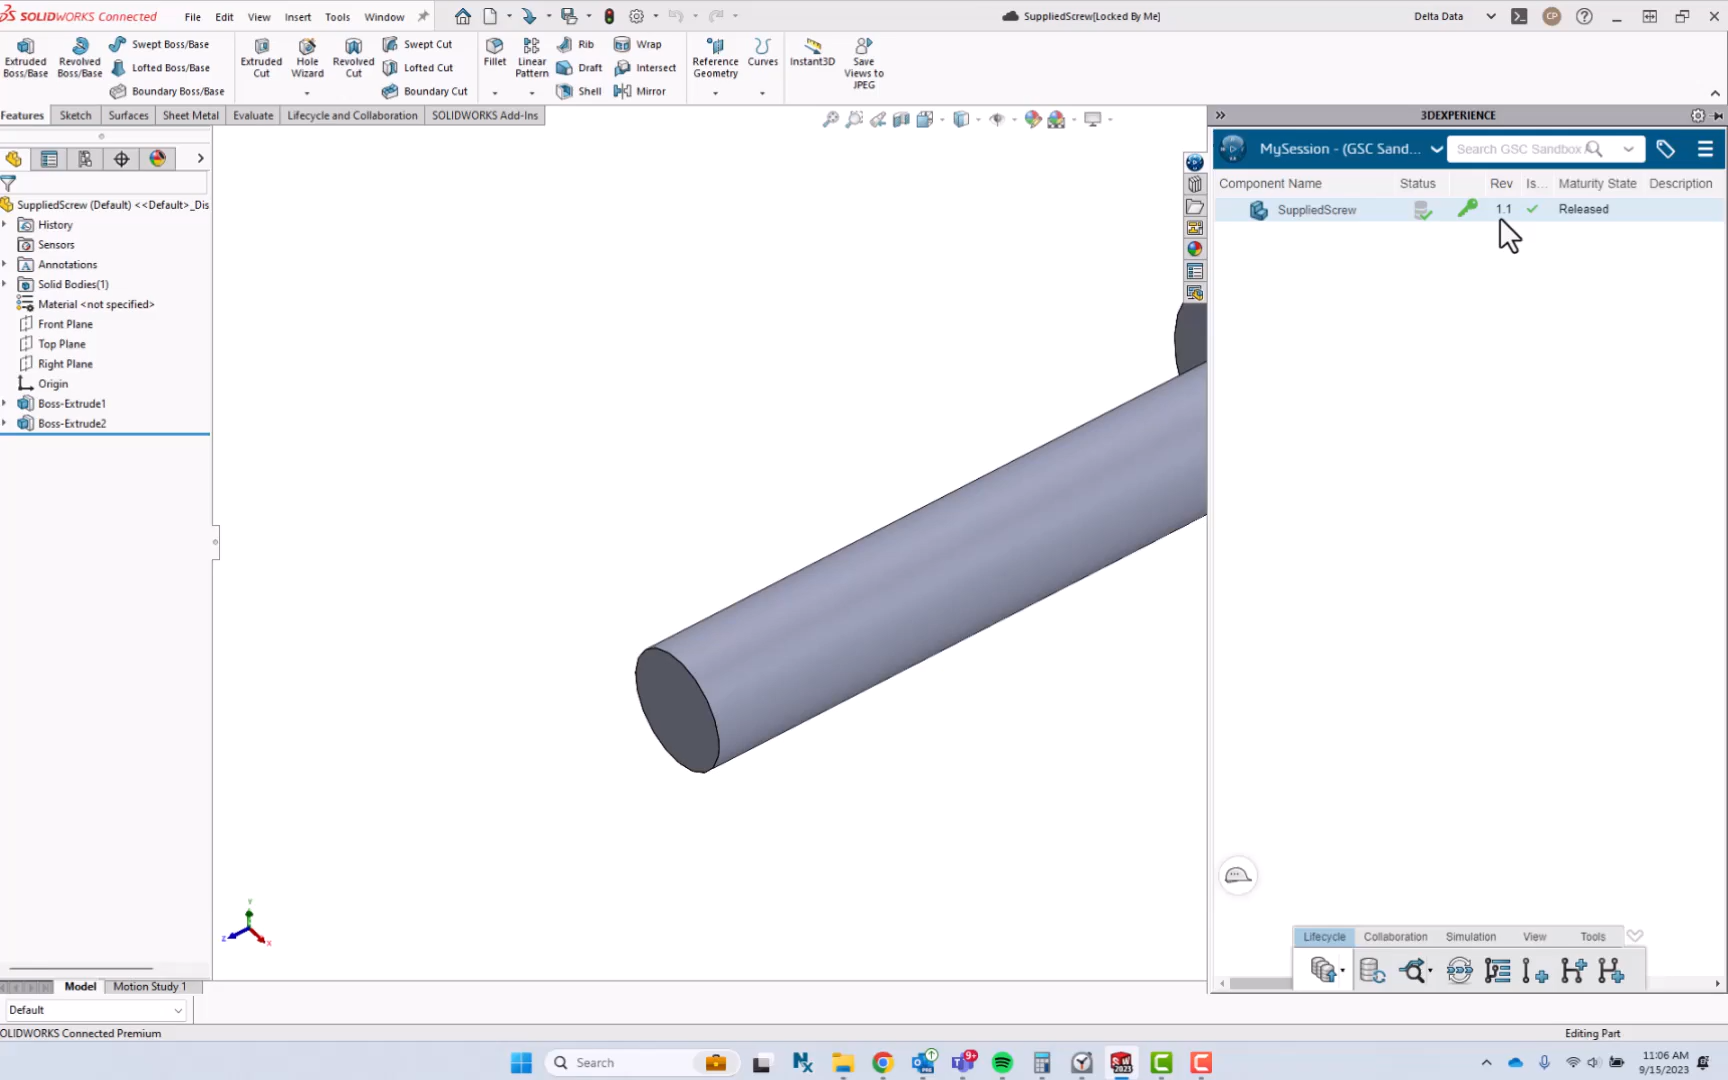 SOLIDWORKS Connected File Edit View Insert Tools Window SuppliedScrew[Locked By Me] Delta Data CP
Extruded Boss/Base
Revolved Boss/Base
Swept Boss/Base
Lofted Boss/Base
Boundary Boss/Base
Extruded Cut
Hole Wizard
Revolved Cut
Swept Cut
Lofted Cut
Boundary Cut
Fillet
Linear Pattern
Rib
Draft
Shell
Wrap
Intersect
Mirror
Reference Geometry
Curves
Instant3D
Save Views to JPEG
Features Sketch Surfaces Sheet Metal Evaluate Lifecycle and Collaboration SOLIDWORKS Add-Ins
SuppliedScrew (Default) <<Default>_Dis
History
Sensors
Annotations
Solid Bodies(1)
Material <not specified>
Front Plane
Top Plane
Right Plane
Origin
Boss-Extrude1
Boss-Extrude2
3DEXPERIENCE
MySession - (GSC Sand... Search GSC Sandbox
Component Name Status Rev Is... Maturity State Description
SuppliedScrew 1.1 Released
Y
Z
X
Lifecycle Collaboration Simulation View Tools
Model Motion Study 1
Default
OLIDWORKS Connected Premium Editing Part
Search
PRE
9+
SW
2023
11:06 AM
9/15/2023